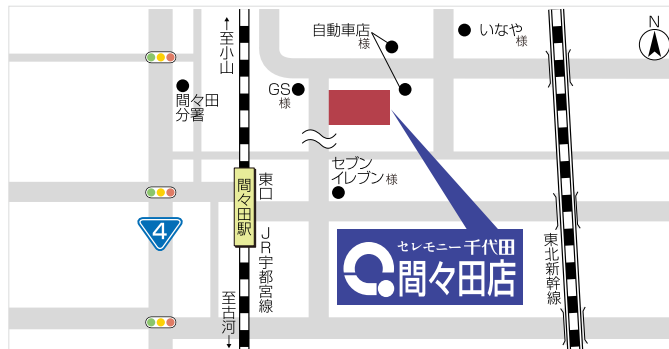 ↑至小山
自動車店
様
いなや
様
N
GS
様
間々田
分署
セブン
イレブン様
東口
間々田駅
4
JR宇都宮線
セレモニー千代田
間々田店
東北新幹線
至古河↓